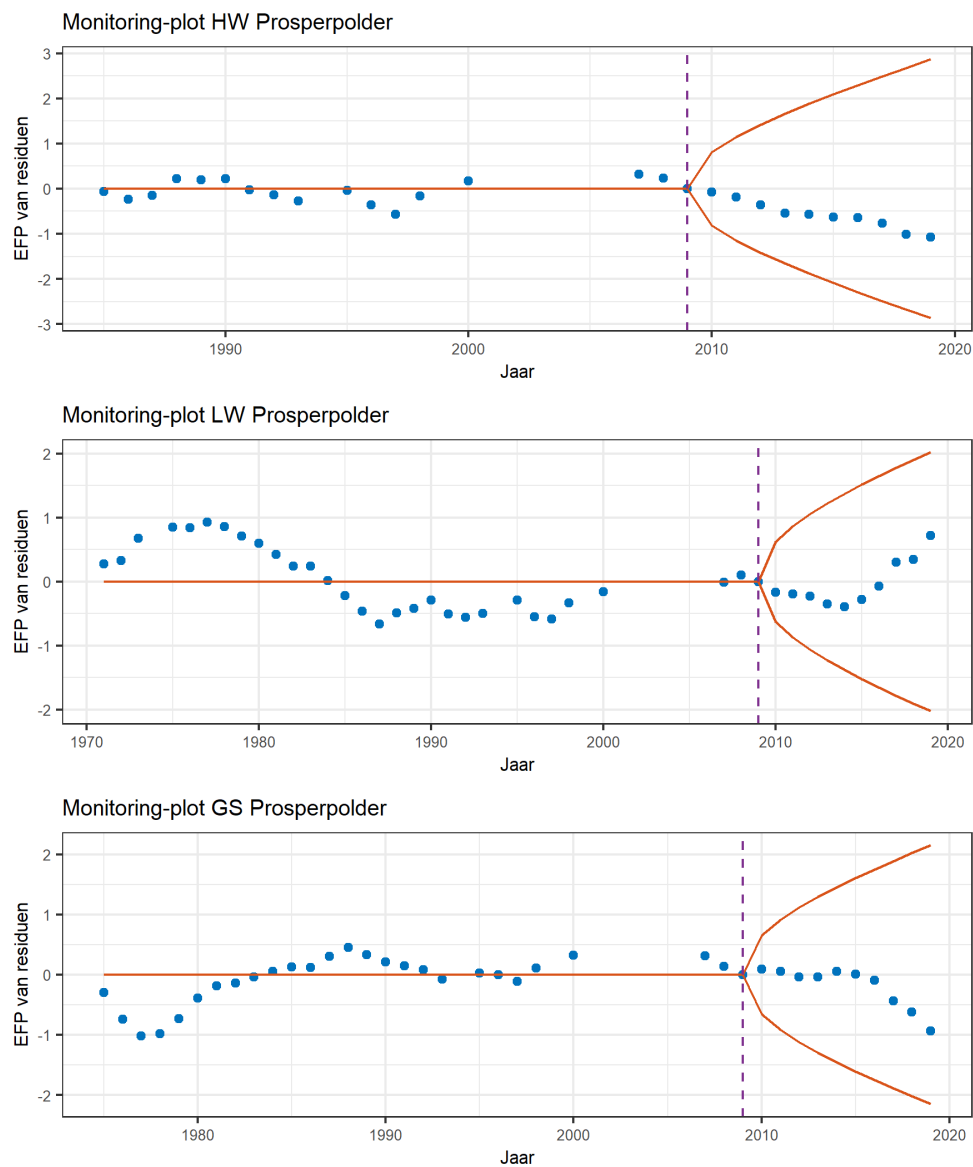 Monitoring-plot HW Prosperpolder
EFP van residuen
3
2
1
0
-1
-2
-3
1990 2000 2010 2020
Jaar
Monitoring-plot LW Prosperpolder
EFP van residuen
2
1
0
-1
-2
1970 1980 1990 2000 2010 2020
Jaar
Monitoring-plot GS Prosperpolder
EFP van residuen
2
1
0
-1
-2
1980 1990 2000 2010 2020
Jaar